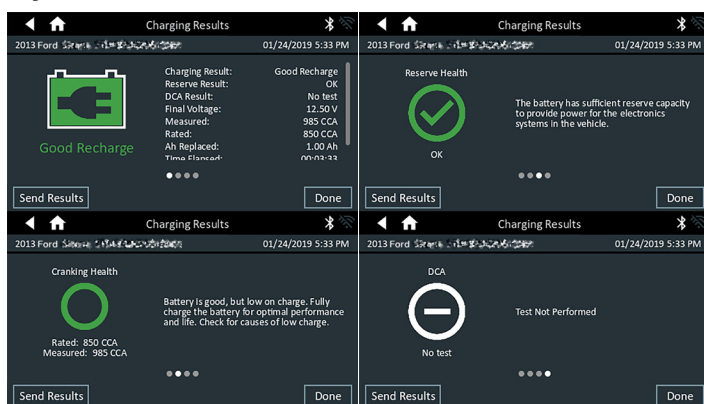 Charging Results
2013 Ford
01/24/2019 5:33 PM
Good Recharge
Charging Result: Good Recharge
Reserve Result: OK
DCA Result: No test
Final Voltage: 12.50 V
Measured: 985 CCA
Rated: 850 CCA
Ah Replaced: 1.00 Ah
Time Elapsed: 00:03:33
Send Results
Done
Charging Results
2013 Ford
01/24/2019 5:33 PM
Reserve Health
OK
The battery has sufficient reserve capacity
to provide power for the electronics
systems in the vehicle.
Send Results
Done
Charging Results
2013 Ford
01/24/2019 5:33 PM
Cranking Health
Rated: 850 CCA
Measured: 985 CCA
Battery is good, but low on charge. Fully
charge the battery for optimal performance
and life. Check for causes of low charge.
Send Results
Done
Charging Results
2013 Ford
01/24/2019 5:33 PM
DCA
No test
Test Not Performed
Send Results
Done